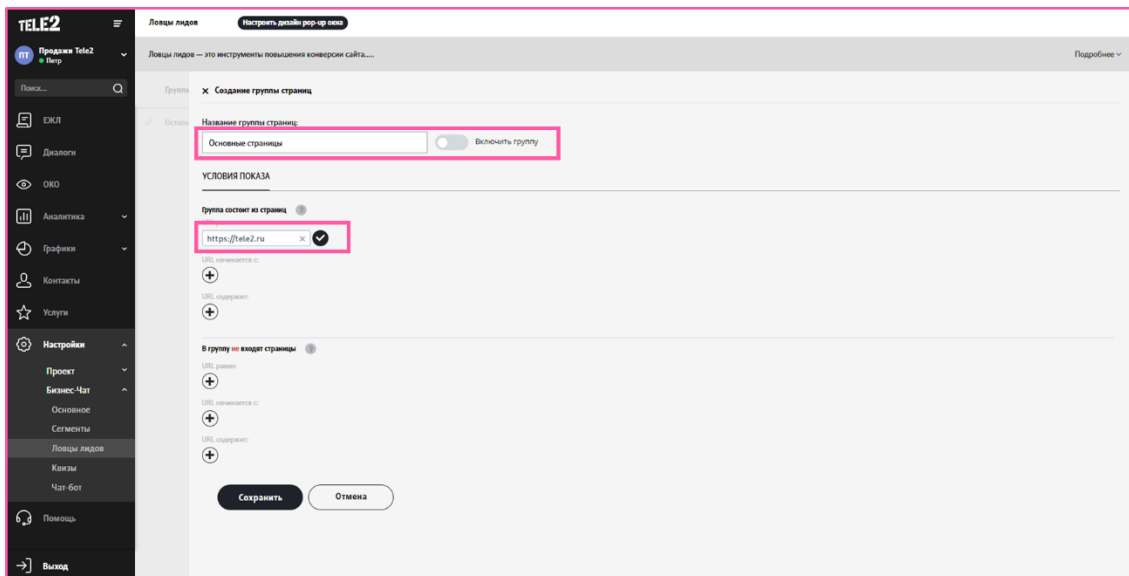 TELE2
Ловцы лидов
Настроить дизайн pop-up окна
ПТ
Продажи Tele2
Петр
Ловцы лидов — это инструменты повышения конверсии сайта.....
Подробнее
Поиск...
ЕЖЛ
Диалоги
ОКО
Аналитика
Графики
Контакты
Услуги
Настройки
Проект
Бизнес-Чат
Основное
Сегменты
Ловцы лидов
Квизы
Чат-бот
Помощь
Выход
Создание группы страниц
Название группы страниц:
Основные страницы
Включить группу
УСЛОВИЯ ПОКАЗА
Группа состоит из страниц ?
https://tele2.ru
URL начинается с:
URL содержит:
В группу не входят страницы ?
URL равен:
URL начинается с:
URL содержит:
Сохранить
Отмена